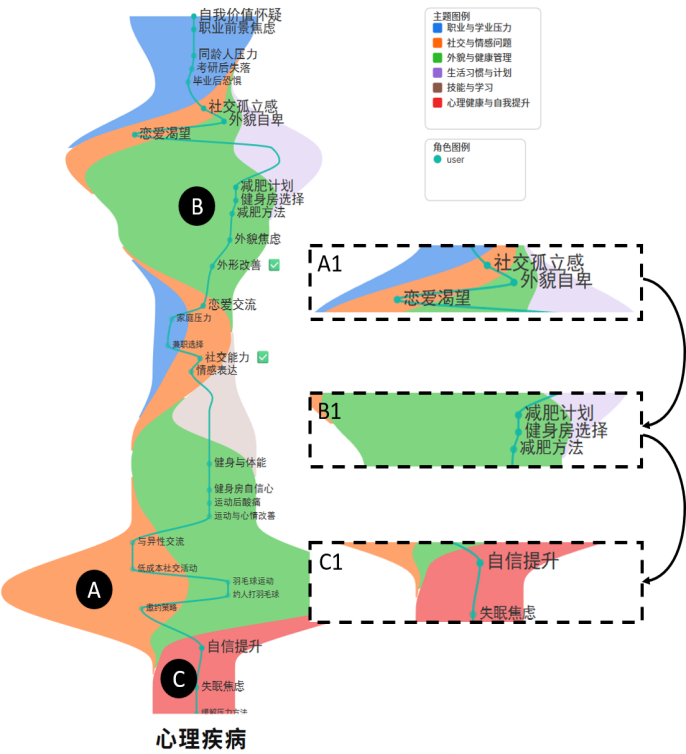 自我价值怀疑
职业前景焦虑
同龄人压力
考研后失落
毕业后恐惧
社交孤立感
外貌自卑
恋爱渴望
减肥计划
健身房选择
减肥方法
B
外貌焦虑
外形改善
恋爱交流
家庭压力
兼职选择
社交能力
情感表达
健身与体能
健身房自信心
运动后酸痛
运动与心情改善
与异性交流
低成本社交活动
羽毛球运动
约人打羽毛球
A
邀约策略
自信提升
C
失眠焦虑
缓解压力方法
心理疾病
主题图例
职业与学业压力
社交与情感问题
外貌与健康管理
生活习惯与计划
技能与学习
心理健康与自我提升
角色图例
user
A1
社交孤立感
外貌自卑
恋爱渴望
B1
减肥计划
健身房选择
减肥方法
C1
自信提升
失眠焦虑